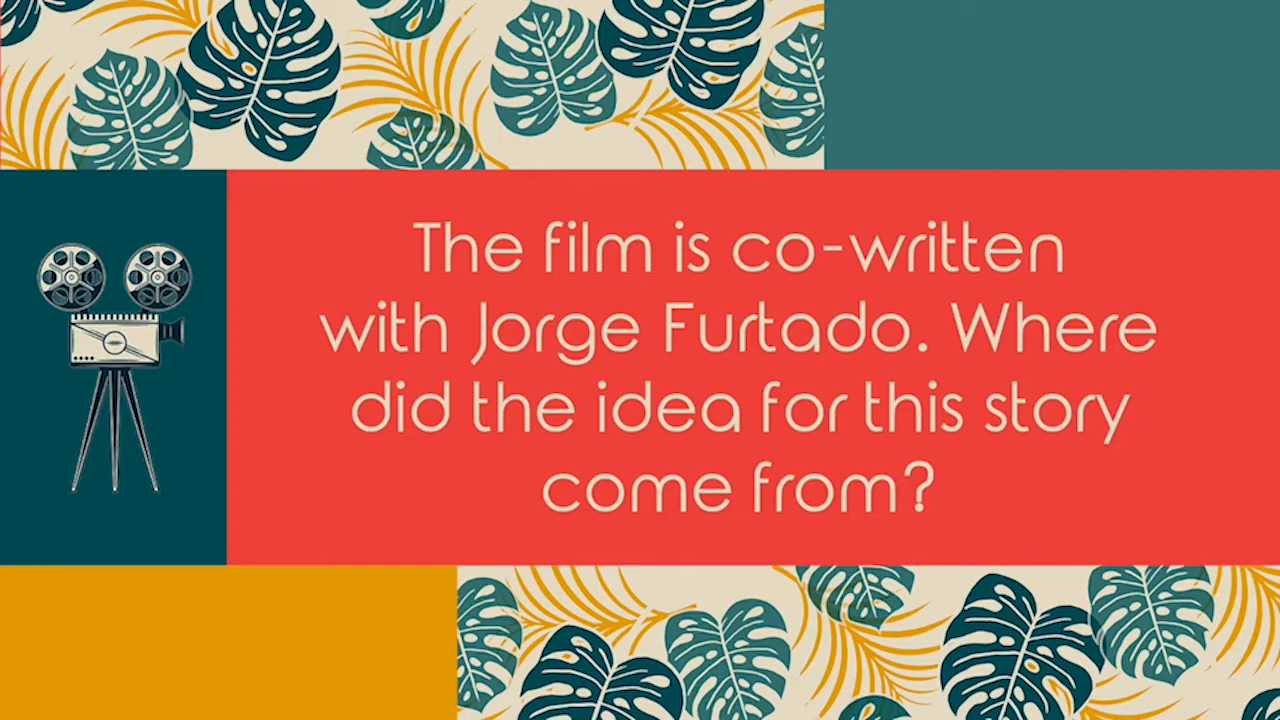 The film is co-written
with Jorge Furtado. Where
did the idea for this story
come from?